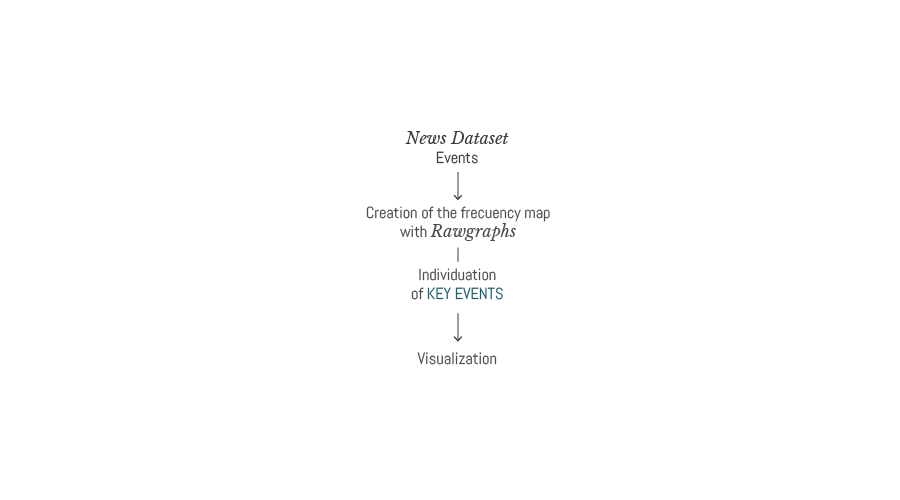 News Dataset
Events
Creation of the frecuency map
with Rawgraphs
Individuation
of KEY EVENTS
Visualization